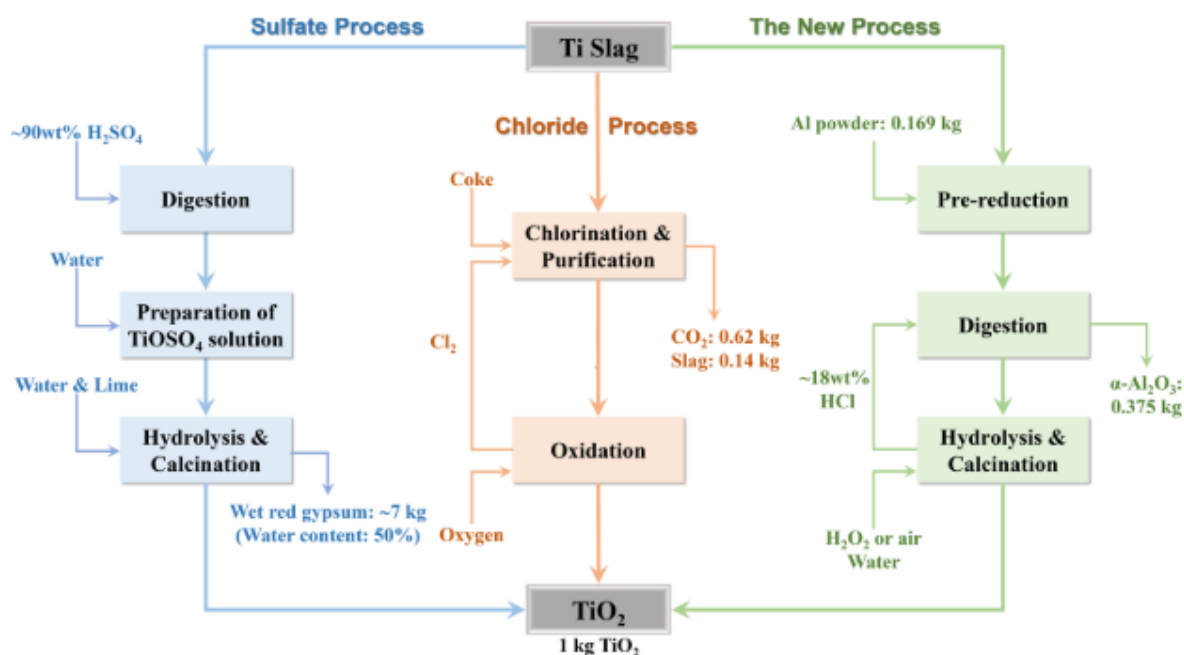 Sulfate Process
Ti Slag
The New Process
~90wt% H₂SO₄
Digestion
Water
Preparation of
TiOSO₄ solution
Water & Lime
Hydrolysis &
Calcination
Wet red gypsum: ~7 kg
(Water content: 50%)
Chloride Process
Coke
Chlorination &
Purification
Cl₂
CO₂: 0.62 kg
Slag: 0.14 kg
Oxidation
Oxygen
Al powder: 0.169 kg
Pre-reduction
Digestion
~18wt%
HCl
α-Al₂O₃:
0.375 kg
Hydrolysis &
Calcination
H₂O₂ or air
Water
TiO₂
1 kg TiO₂